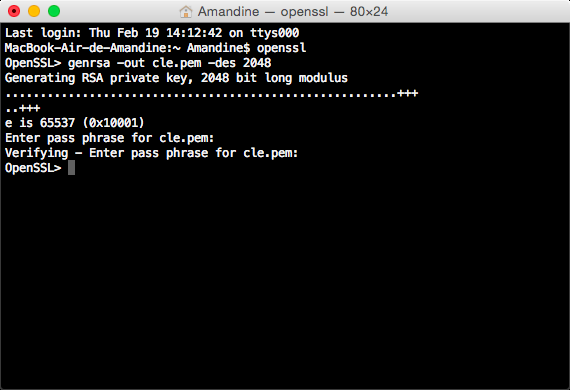 Amandine — openssl — 80×24
Last login: Thu Feb 19 14:12:42 on ttys000
MacBook-Air-de-Amandine:~ Amandine$ openssl
OpenSSL> genrsa -out cle.pem -des 2048
Generating RSA private key, 2048 bit long modulus
........................................................+++
..+++
e is 65537 (0x10001)
Enter pass phrase for cle.pem:
Verifying - Enter pass phrase for cle.pem:
OpenSSL>